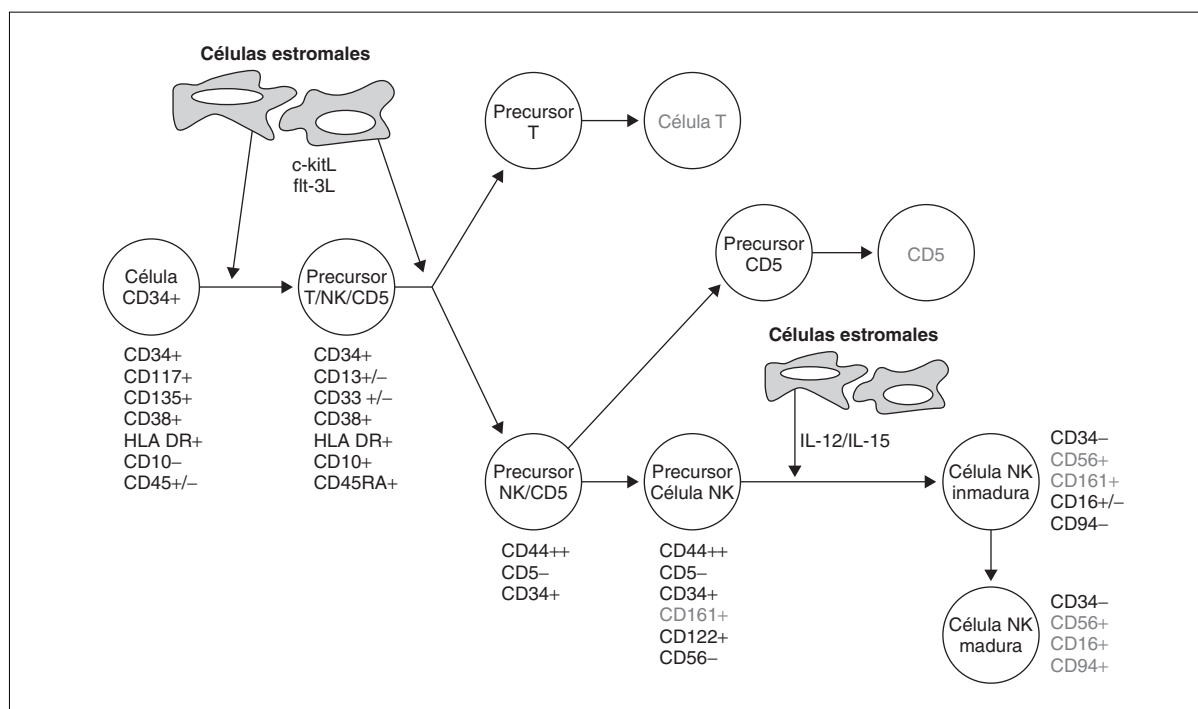 Células estromales
c-kitL
flt-3L
Precursor
T
Célula T
Célula
CD34+
CD34+
CD117+
CD135+
CD38+
HLA DR+
CD10–
CD45+/–
Precursor
T/NK/CD5
CD34+
CD13+/–
CD33 +/–
CD38+
HLA DR+
CD10+
CD45RA+
Precursor
CD5
CD5
Células estromales
IL-12/IL-15
Precursor
NK/CD5
CD44++
CD5–
CD34+
Precursor
Célula NK
CD44++
CD5–
CD34+
CD161+
CD122+
CD56–
Célula NK
inmadura
CD34–
CD56+
CD161+
CD16+/–
CD94–
Célula NK
madura
CD34–
CD56+
CD16+
CD94+